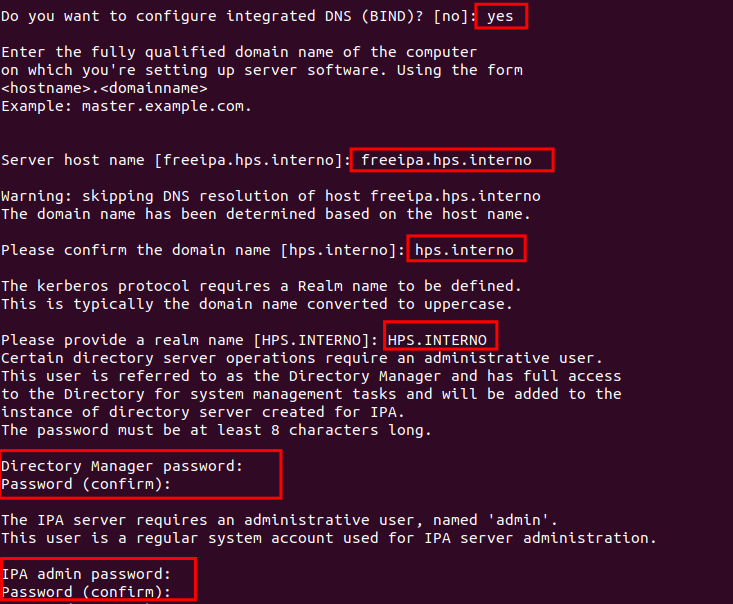 Do you want to configure integrated DNS (BIND)? [no]: yes
Enter the fully qualified domain name of the computer
on which you're setting up server software. Using the form
<hostname>.<domainname>
Example: master.example.com.
Server host name [freeipa.hps.interno]: freeipa.hps.interno
Warning: skipping DNS resolution of host freeipa.hps.interno
The domain name has been determined based on the host name.
Please confirm the domain name [hps.interno]: hps.interno
The kerberos protocol requires a Realm name to be defined.
This is typically the domain name converted to uppercase.
Please provide a realm name [HPS.INTERNO]: HPS.INTERNO
Certain directory server operations require an administrative user.
This user is referred to as the Directory Manager and has full access
to the Directory for system management tasks and will be added to the
instance of directory server created for IPA.
The password must be at least 8 characters long.
Directory Manager password:
Password (confirm):
The IPA server requires an administrative user, named 'admin'.
This user is a regular system account used for IPA server administration.
IPA admin password:
Password (confirm):